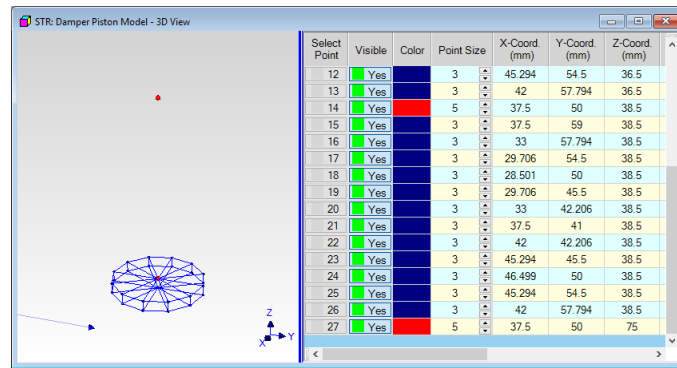 STR: Damper Piston Model - 3D View
Select Point Visible Color Point Size X-Coord. (mm) Y-Coord. (mm) Z-Coord. (mm)
12 Yes 3 45.294 54.5 36.5
13 Yes 3 42 57.794 36.5
14 Yes 5 37.5 50 38.5
15 Yes 3 37.5 59 38.5
16 Yes 3 33 57.794 38.5
17 Yes 3 29.706 54.5 38.5
18 Yes 3 28.501 50 38.5
19 Yes 3 29.706 45.5 38.5
20 Yes 3 33 42.206 38.5
21 Yes 3 37.5 41 38.5
22 Yes 3 42 42.206 38.5
23 Yes 3 45.294 45.5 38.5
24 Yes 3 46.499 50 38.5
25 Yes 3 45.294 54.5 38.5
26 Yes 3 42 57.794 38.5
27 Yes 5 37.5 50 75
Z
X Y